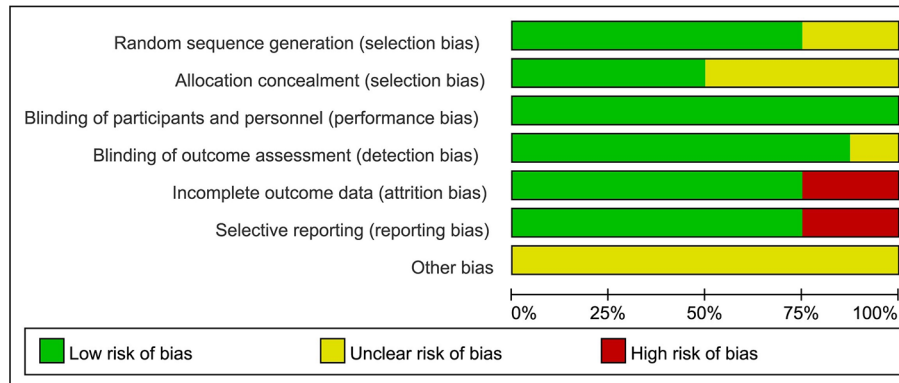 Random sequence generation (selection bias)
Allocation concealment (selection bias)
Blinding of participants and personnel (performance bias)
Blinding of outcome assessment (detection bias)
Incomplete outcome data (attrition bias)
Selective reporting (reporting bias)
Other bias
0% 25% 50% 75% 100%
Low risk of bias Unclear risk of bias High risk of bias